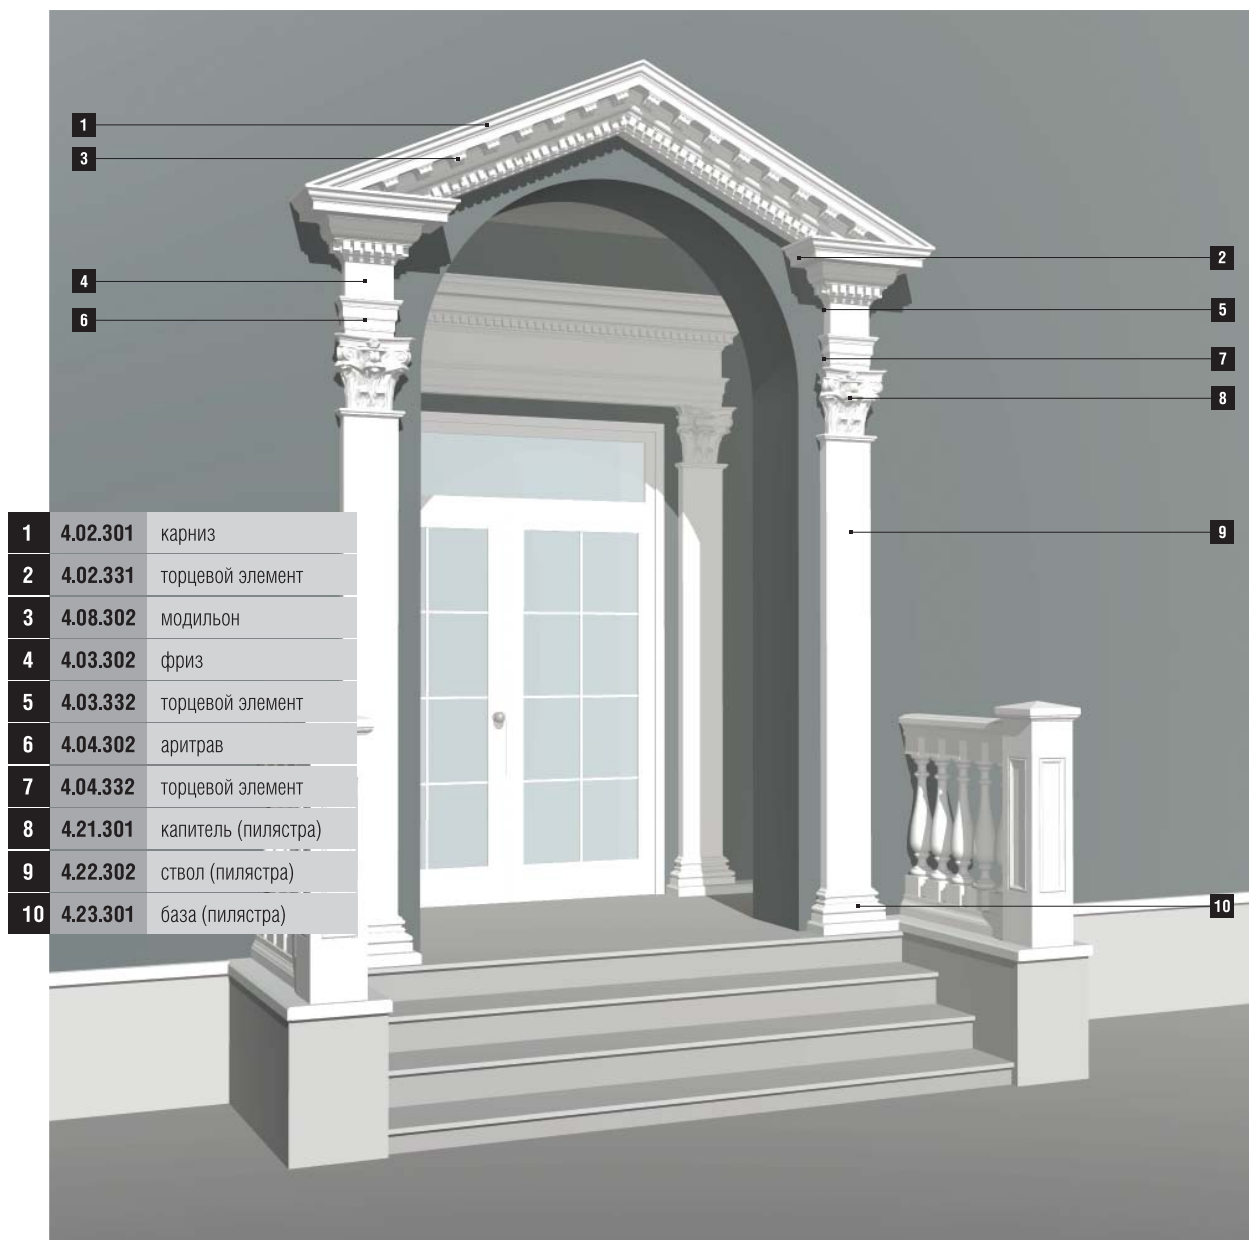 1
3
4
6
2
5
7
8
9
10
1 4.02.301 карниз
2 4.02.331 торцевой элемент
3 4.08.302 модильон
4 4.03.302 фриз
5 4.03.332 торцевой элемент
6 4.04.302 аритрав
7 4.04.332 торцевой элемент
8 4.21.301 капитель (пилястра)
9 4.22.302 ствол (пилястра)
10 4.23.301 база (пилястра)